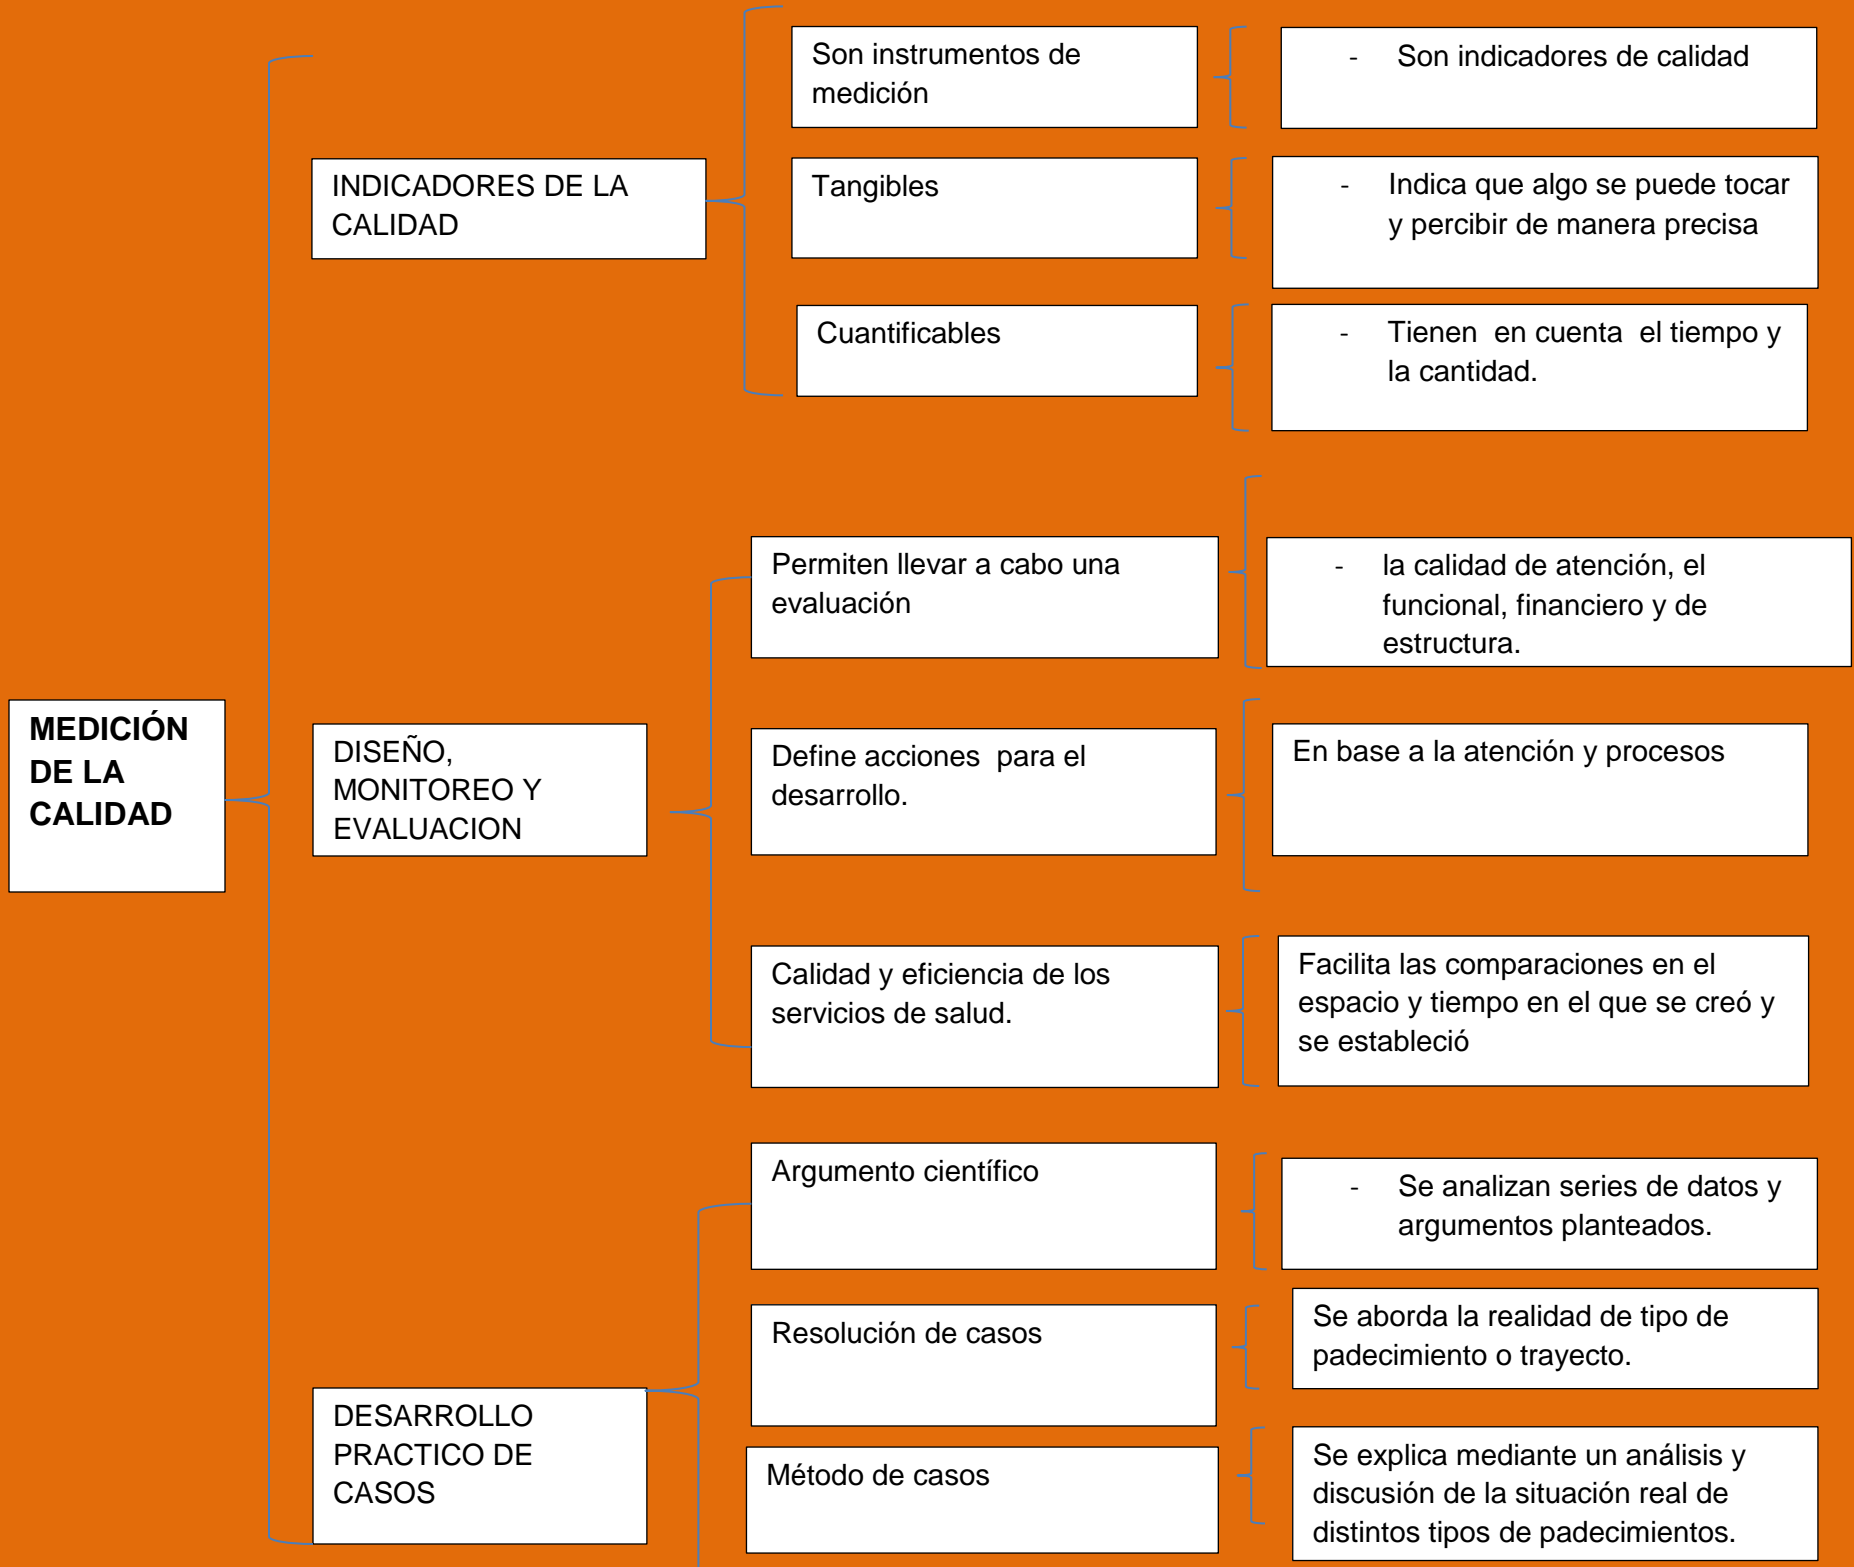 MEDICIÓN
DE LA
CALIDAD
INDICADORES DE LA
CALIDAD
Son instrumentos de
medición
- Son indicadores de calidad
Tangibles
- Indica que algo se puede tocar
y percibir de manera precisa
Cuantificables
- Tienen en cuenta el tiempo y
la cantidad.
DISEÑO,
MONITOREO Y
EVALUACION
Permiten llevar a cabo una
evaluación
- la calidad de atención, el
funcional, financiero y de
estructura.
Define acciones para el
desarrollo.
En base a la atención y procesos
Calidad y eficiencia de los
servicios de salud.
Facilita las comparaciones en el
espacio y tiempo en el que se creó y
se estableció
DESARROLLO
PRACTICO DE
CASOS
Argumento científico
- Se analizan series de datos y
argumentos planteados.
Resolución de casos
Se aborda la realidad de tipo de
padecimiento o trayecto.
Método de casos
Se explica mediante un análisis y
discusión de la situación real de
distintos tipos de padecimientos.